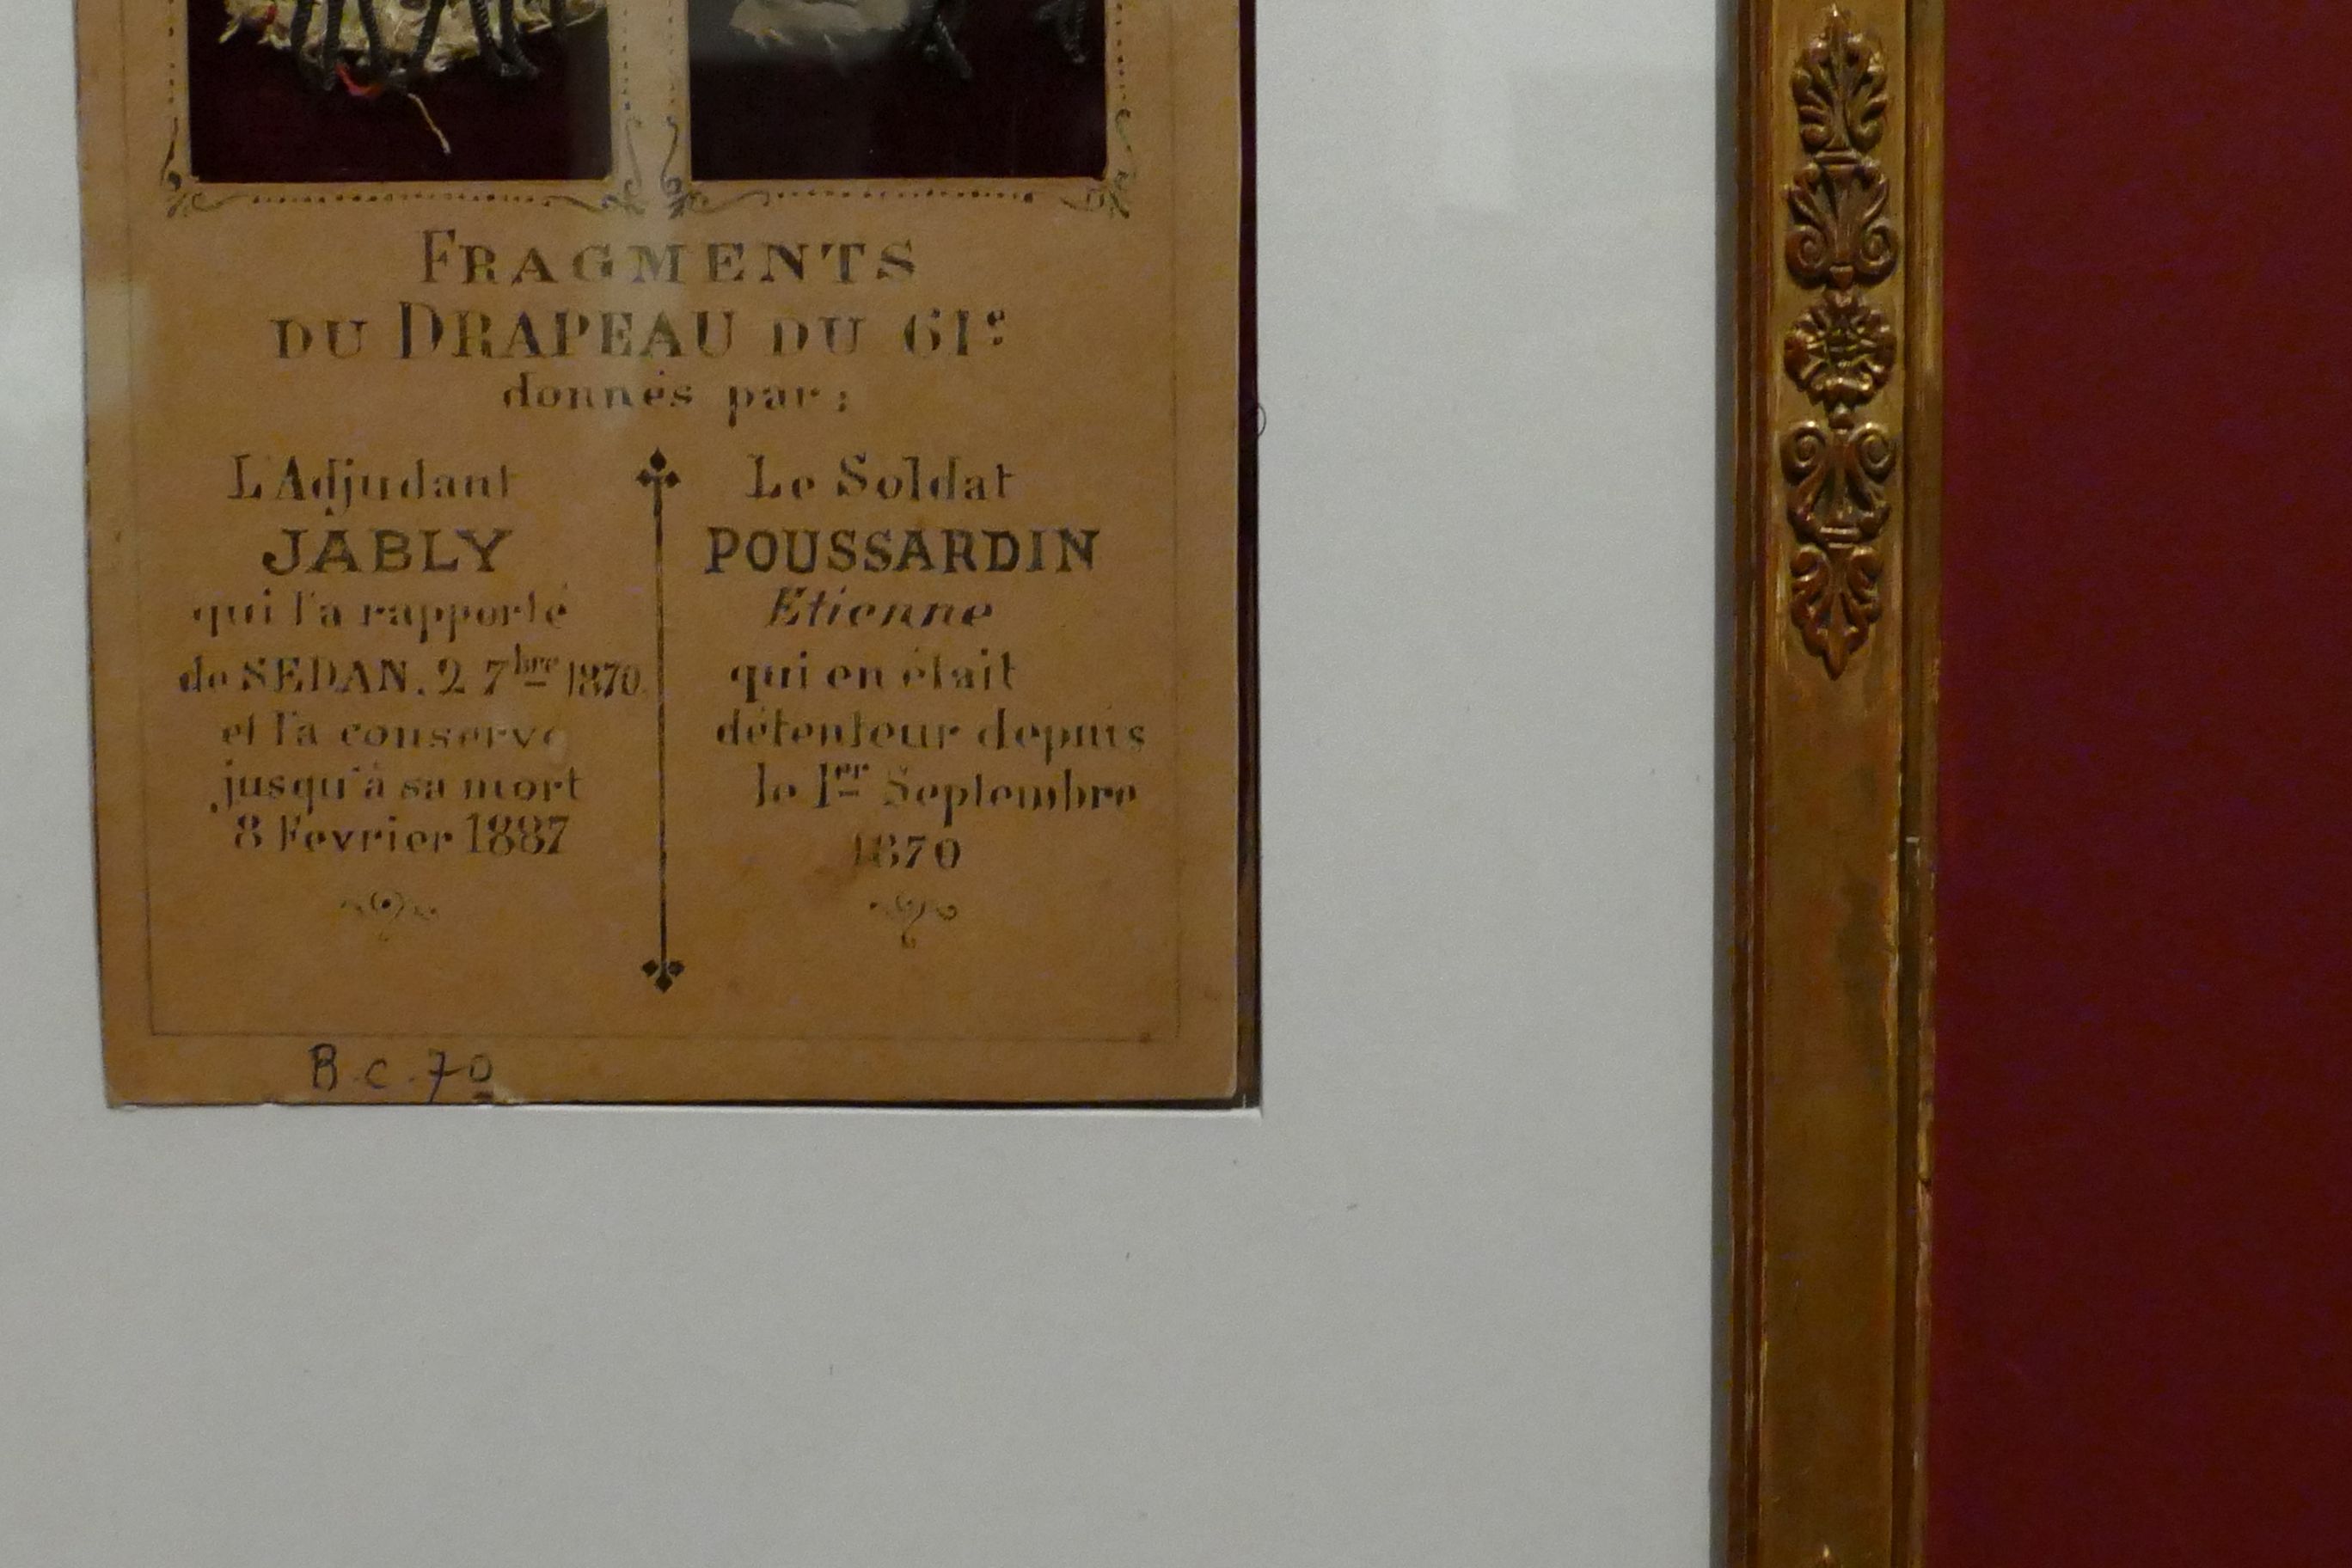 FRAGMENTS
DU DRAPEAU DU 61e
donnés par :
L'Adjudant
JABLY
qui l'a rapporté
de SEDAN. 2 7bre 1870.
et l'a conservé
jusqu'à sa mort
8 Fevrier 1887
Le Soldat
POUSSARDIN
Etienne
qui en était
détenteur depuis
le 1er Septembre
1870
B.C.70